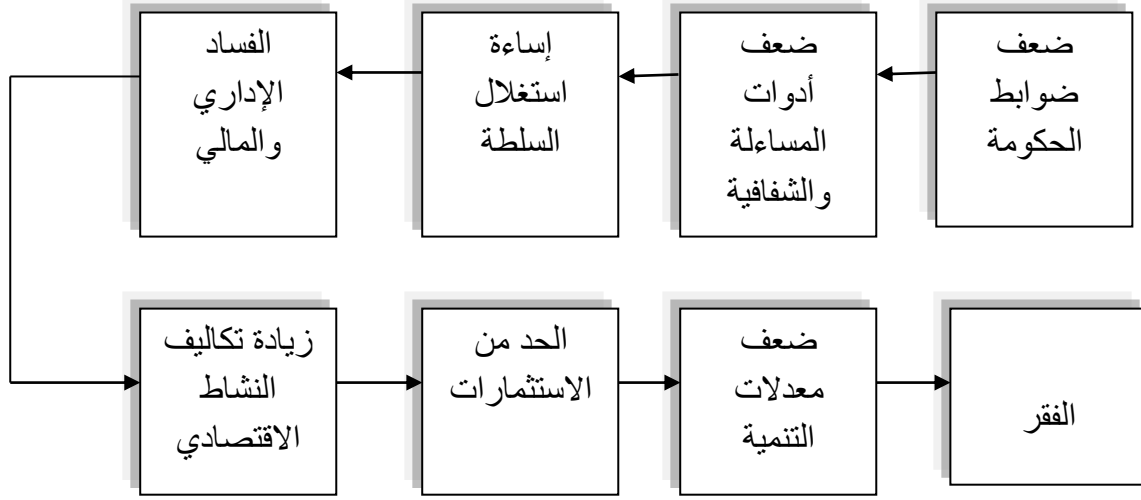 ضعف
ضوابط
الحكومة
ضعف
أدوات
المساءلة
والشفافية
إساءة
استغلال
السلطة
الفساد
الإداري
والمالي
زيادة تكاليف
النشاط
الاقتصادي
الحد من
الاستثمارات
ضعف
معدلات
التنمية
الفقر